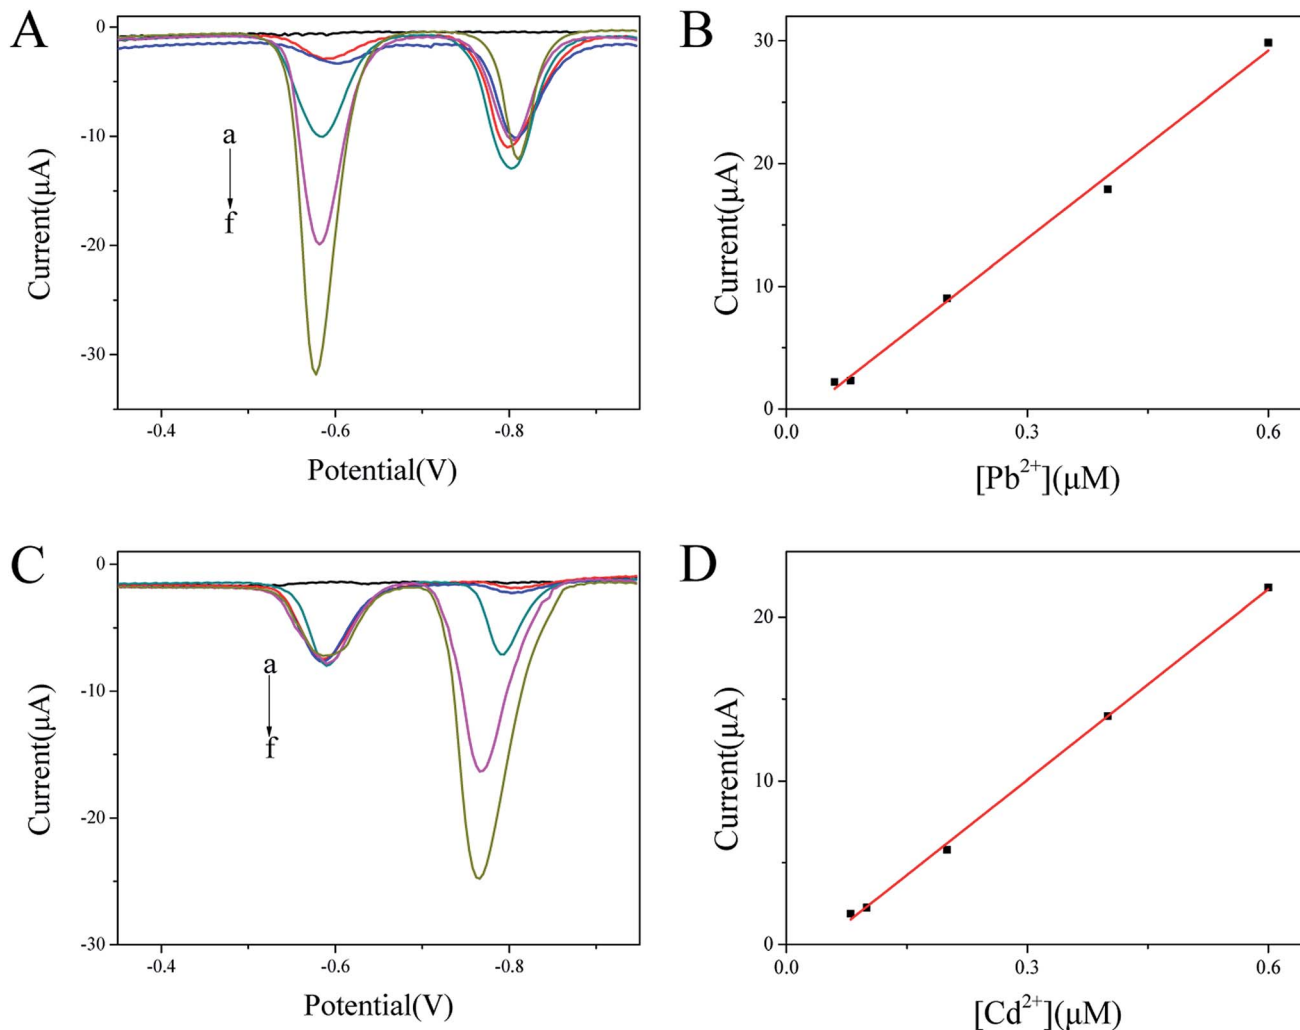 A
0
-10
-20
-30
Current(μA)
a
f
-0.4
-0.6
-0.8
Potential(V)
B
30
20
10
0
Current(μA)
0.0
0.3
0.6
[Pb²⁺](μM)
C
0
-10
-20
-30
Current(μA)
a
f
-0.4
-0.6
-0.8
Potential(V)
D
20
10
0
Current(μA)
0.0
0.3
0.6
[Cd²⁺](μM)